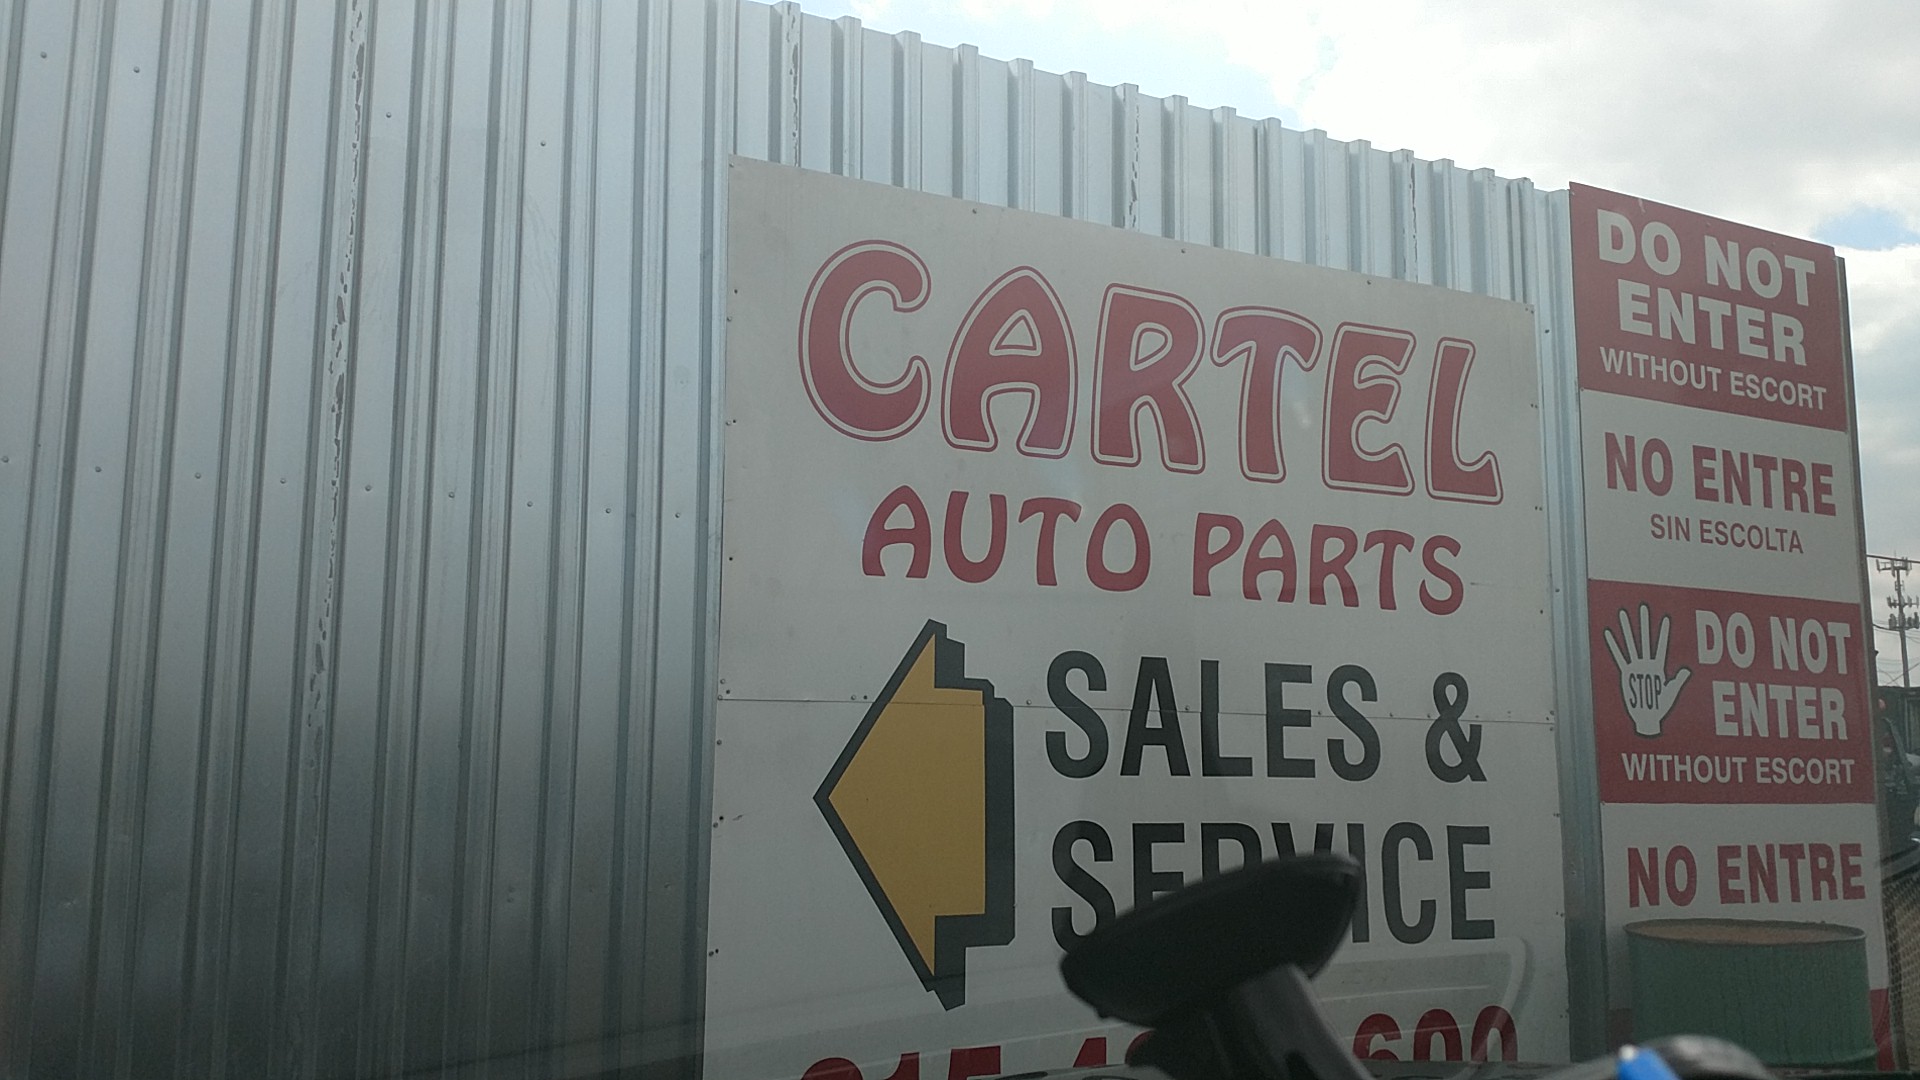 CARTEL
AUTO PARTS
SALES &
SERVICE
DO NOT
ENTER
WITHOUT ESCORT
NO ENTRE
SIN ESCOLTA
STOP
DO NOT
ENTER
WITHOUT ESCORT
NO ENTRE